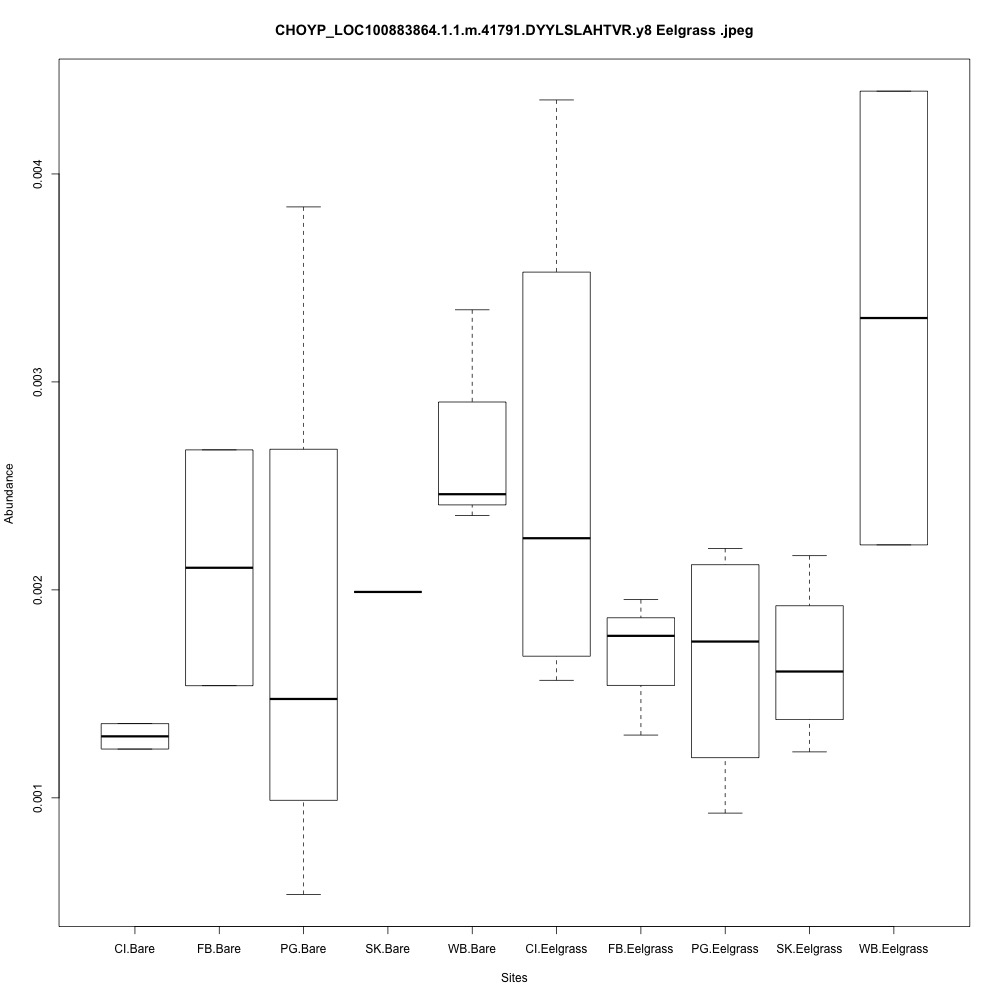 CHOYP_LOC100883864.1.1.m.41791.DYYLSLAHTVR.y8 Eelgrass .jpeg
Abundance
0.004
0.003
0.002
0.001
CI.Bare FB.Bare PG.Bare SK.Bare WB.Bare CI.Eelgrass FB.Eelgrass PG.Eelgrass SK.Eelgrass WB.Eelgrass
Sites